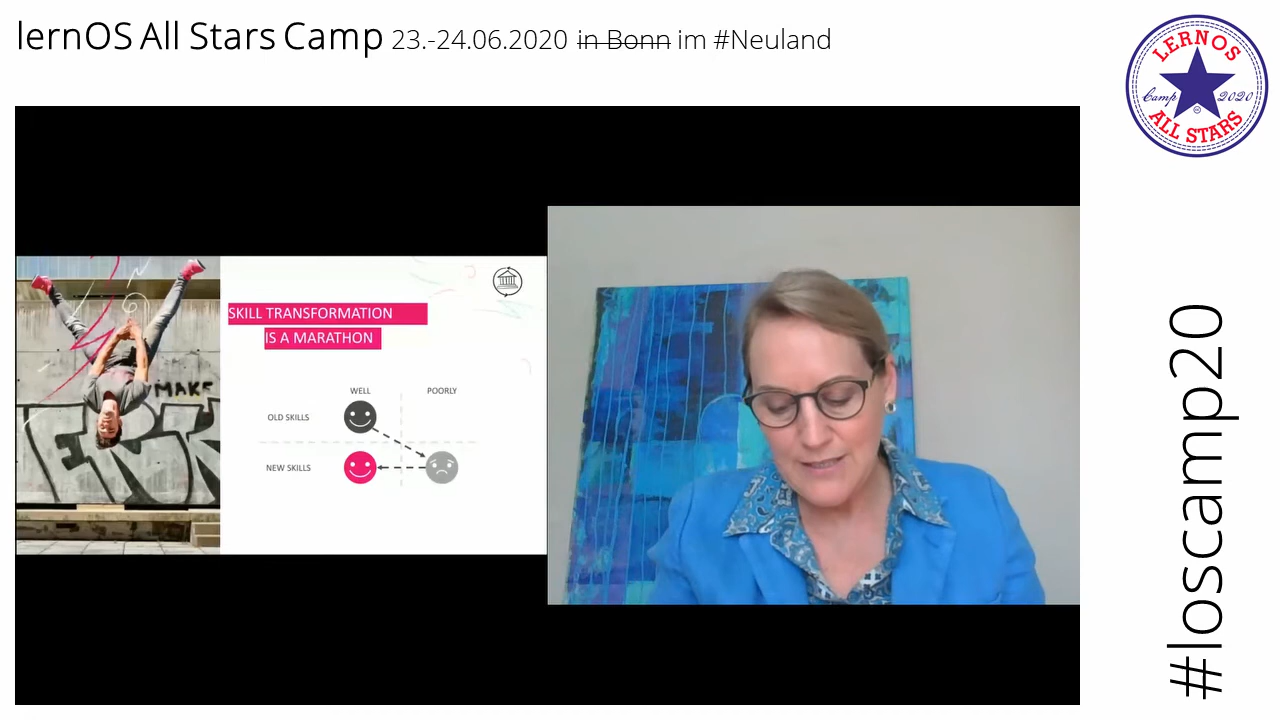 lernOS All Stars Camp 23.-24.06.2020 in Bonn im #Neuland
LERNOS
Camp 2020
ALL STARS
SKILL TRANSFORMATION
IS A MARATHON
WELL POORLY
OLD SKILLS
NEW SKILLS
MAKE
#loscamp20